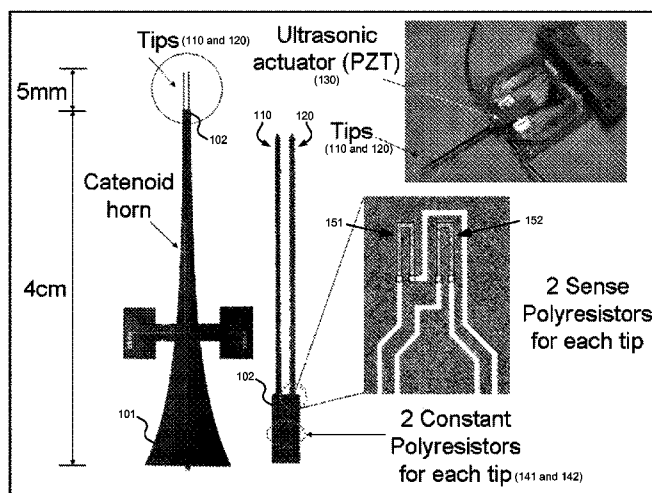 Tips (110 and 120)
5mm
102
Catenoid
horn
4cm
101
110
120
102
Ultrasonic
actuator (PZT)
(130)
Tips
(110 and 120)
151
152
2 Sense
Polyresistors
for each tip
2 Constant
Polyresistors
for each tip (141 and 142)